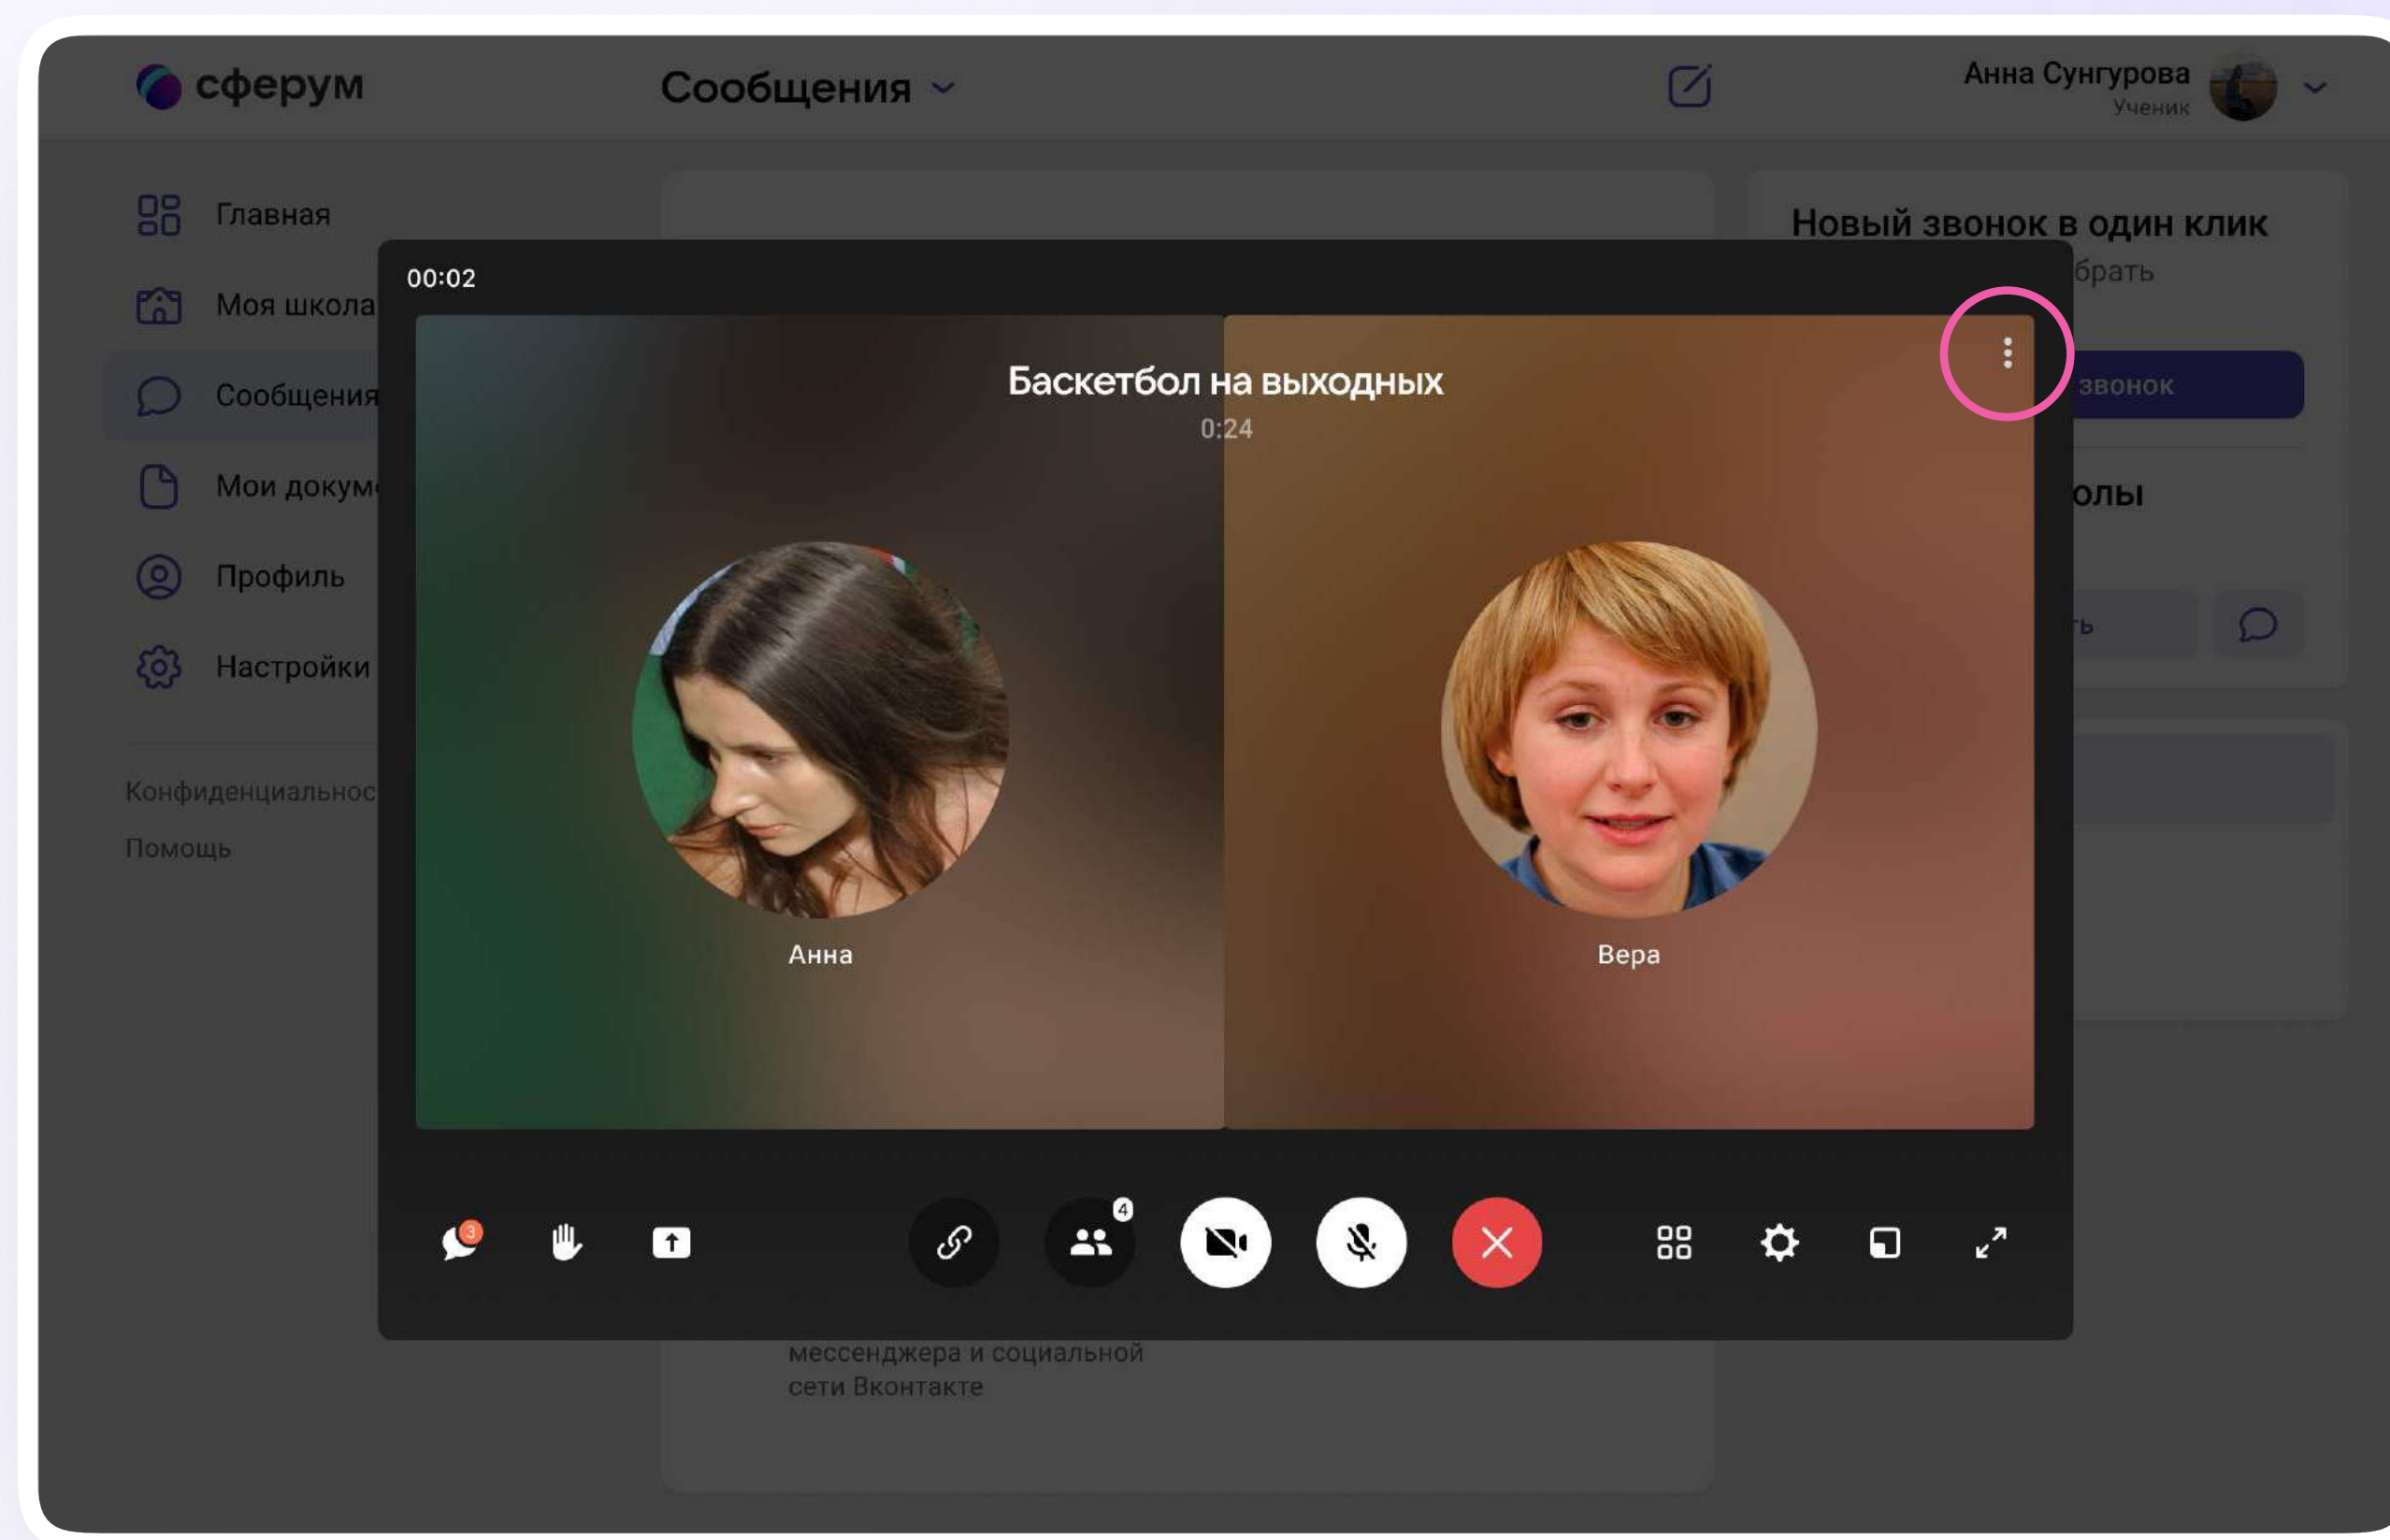 сферум
Сообщения
Анна Сунгурова
Ученик
Главная
Моя школа
Сообщения
Мои докум
Профиль
Настройки
Конфиденциальнос
Помощь
Новый звонок в один клик
брать
звонок
олы
ть
00:02
Баскетбол на выходных
0:24
Анна
Вера
3
4
мессенджера и социальной
сети Вконтакте